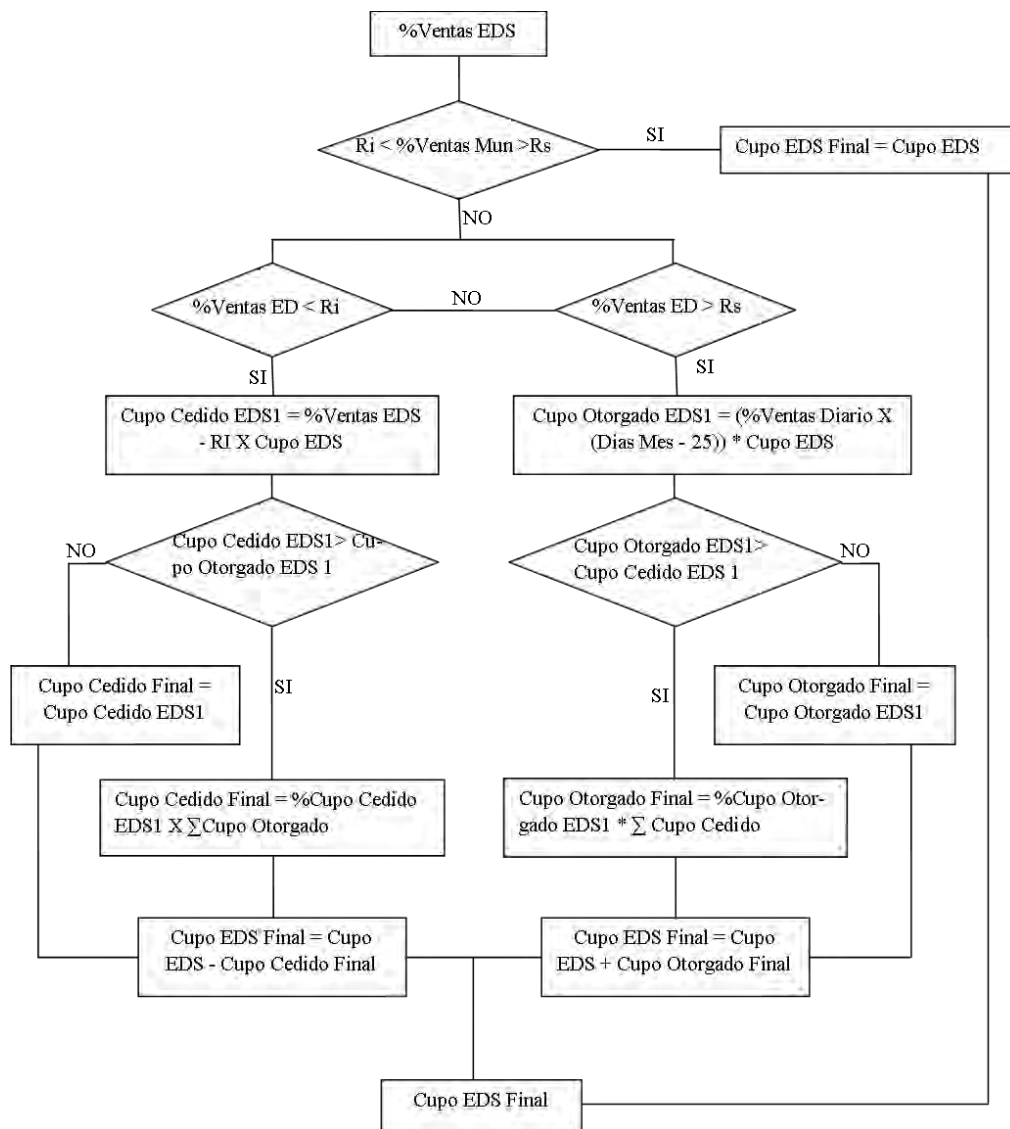 %Ventas EDS
Ri < %Ventas Mun >Rs
SI
Cupo EDS Final = Cupo EDS
NO
%Ventas ED < Ri
NO
%Ventas ED > Rs
SI
SI
Cupo Cedido EDS1 = %Ventas EDS
- RI X Cupo EDS
Cupo Otorgado EDS1 = (%Ventas Diario X
(Dias Mes - 25)) * Cupo EDS
NO
Cupo Cedido EDS1> Cu-
po Otorgado EDS 1
Cupo Otorgado EDS1>
Cupo Cedido EDS 1
NO
Cupo Cedido Final =
Cupo Cedido EDS1
SI
SI
Cupo Otorgado Final =
Cupo Otorgado EDS1
Cupo Cedido Final = %Cupo Cedido
EDS1 X ∑Cupo Otorgado
Cupo Otorgado Final = %Cupo Otor-
gado EDS1 * ∑ Cupo Cedido
Cupo EDS Final = Cupo
EDS - Cupo Cedido Final
Cupo EDS Final = Cupo
EDS + Cupo Otorgado Final
Cupo EDS Final